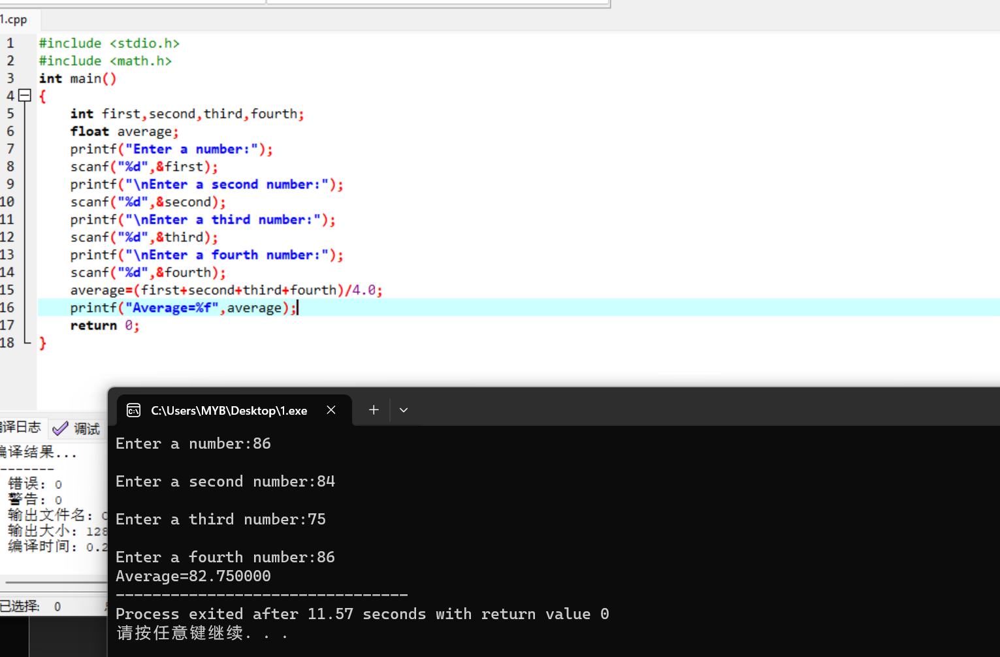 1.cpp
1 #include <stdio.h>
2 #include <math.h>
3 int main()
4 {
5 int first,second,third,fourth;
6 float average;
7 printf("Enter a number:");
8 scanf("%d",&first);
9 printf("\nEnter a second number:");
10 scanf("%d",&second);
11 printf("\nEnter a third number:");
12 scanf("%d",&third);
13 printf("\nEnter a fourth number:");
14 scanf("%d",&fourth);
15 average=(first+second+third+fourth)/4.0;
16 printf("Average=%f",average);
17 return 0;
18 }
编译日志 调试
编译结果...
-------
错误: 0
警告: 0
输出文件名:
输出大小: 128
编译时间: 0.2
已选择: 0
C:\Users\MYB\Desktop\1.exe
Enter a number:86
Enter a second number:84
Enter a third number:75
Enter a fourth number:86
Average=82.750000
--------------------------------
Process exited after 11.57 seconds with return value 0
请按任意键继续. . .